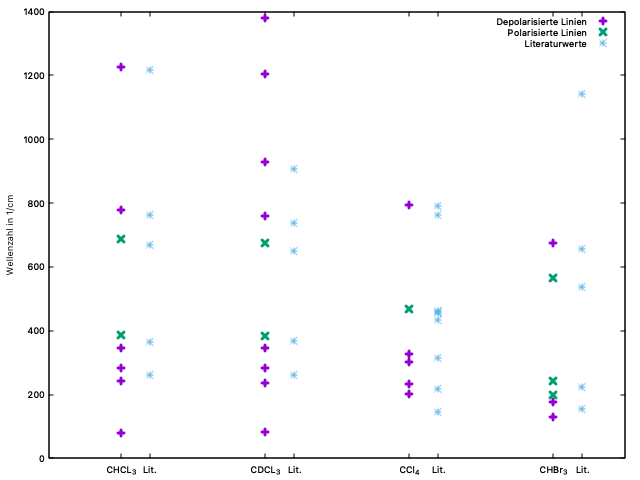 1400
Depolarisierte Linien
Polarisierte Linien
Literaturwerte
1200
1000
800
600
400
200
0
Wellenzahl in 1/cm
CHCL₃ Lit. CDCL₃ Lit. CCl₄ Lit. CHBr₃ Lit.